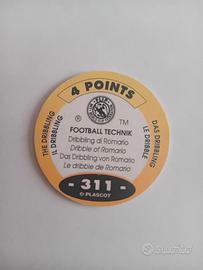 4 POINTS
THE DRIBBLING
IL DRIBBLING
DAS DRIBBLING
LE DRIBBLE
® TM
FOOTBALL TECHNIK
Dribbling di Romario
Dribble of Romario
Das Dribbling von Romario
Le dribble de Romario
- 311 -
© PLASCOT
subito